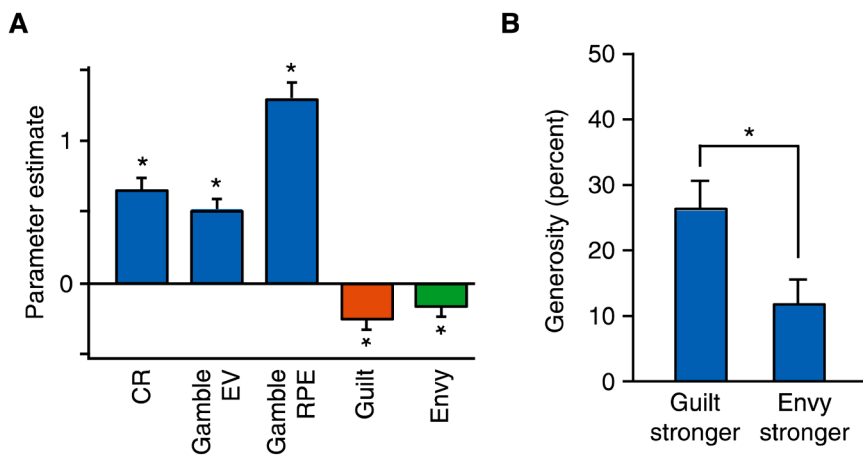 A
Parameter estimate
1
0
*
*
*
*
*
CR
Gamble
EV
Gamble
RPE
Guilt
Envy
B
Generosity (percent)
50
40
30
20
10
0
*
Guilt
stronger
Envy
stronger